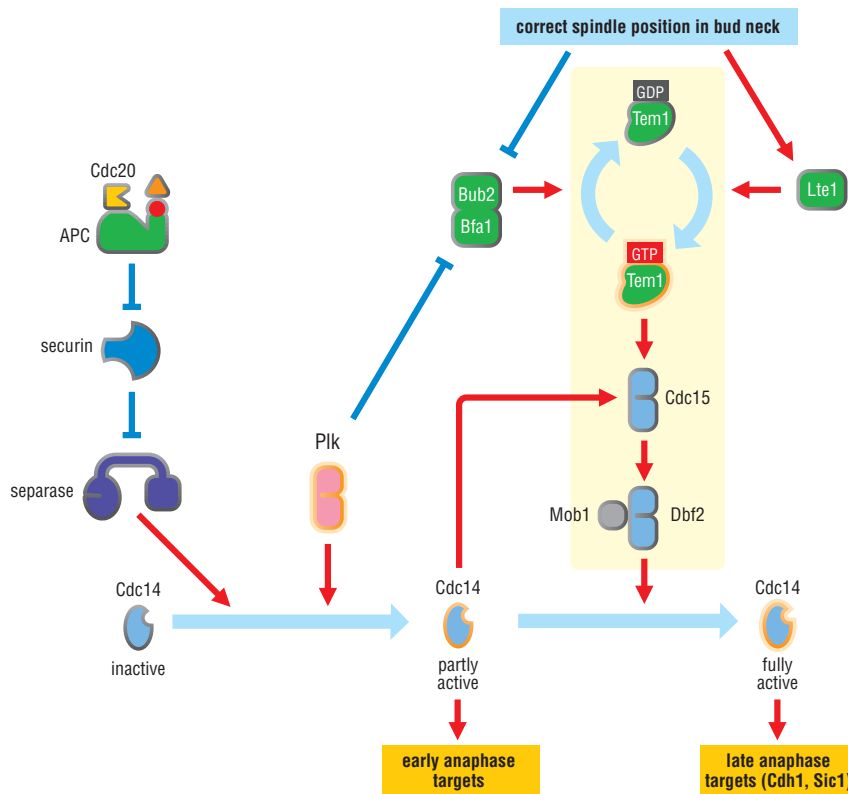 correct spindle position in bud neck
GDP
Tem1
Cdc20
APC
Bub2
Bfa1
Lte1
GTP
Tem1
securin
Cdc15
Plk
separase
Mob1
Dbf2
Cdc14
inactive
Cdc14
partly
active
Cdc14
fully
active
early anaphase
targets
late anaphase
targets (Cdh1, Sic1)